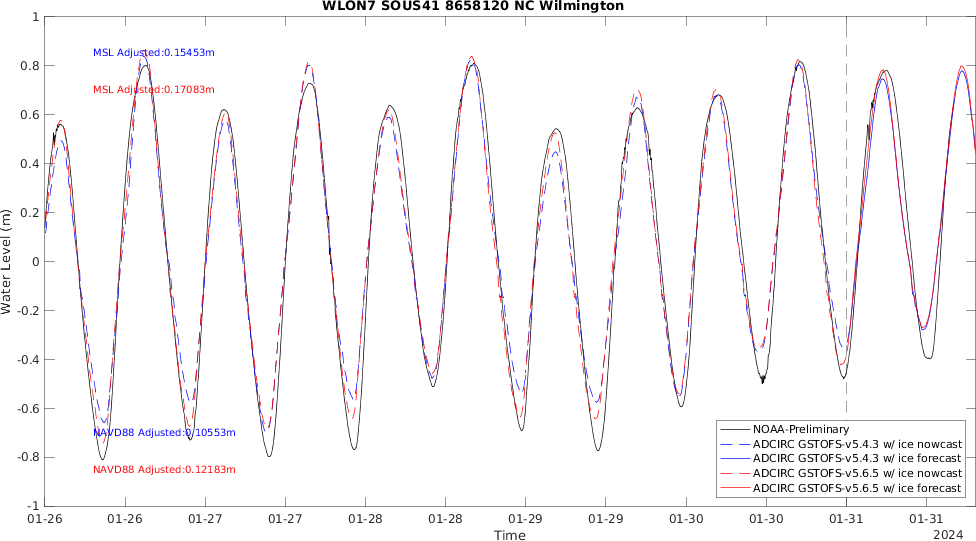 WLON7 SOUS41 8658120 NC Wilmington
1
0.8
0.6
0.4
0.2
0
-0.2
-0.4
-0.6
-0.8
-1
Water Level (m)
MSL Adjusted:0.15453m
MSL Adjusted:0.17083m
NAVD88 Adjusted:0.10553m
NAVD88 Adjusted:0.12183m
NOAA-Preliminary
ADCIRC GSTOFS-v5.4.3 w/ ice nowcast
ADCIRC GSTOFS-v5.4.3 w/ ice forecast
ADCIRC GSTOFS-v5.6.5 w/ ice nowcast
ADCIRC GSTOFS-v5.6.5 w/ ice forecast
01-26 01-26 01-27 01-27 01-28 01-28 01-29 01-29 01-30 01-30 01-31 01-31
Time
2024